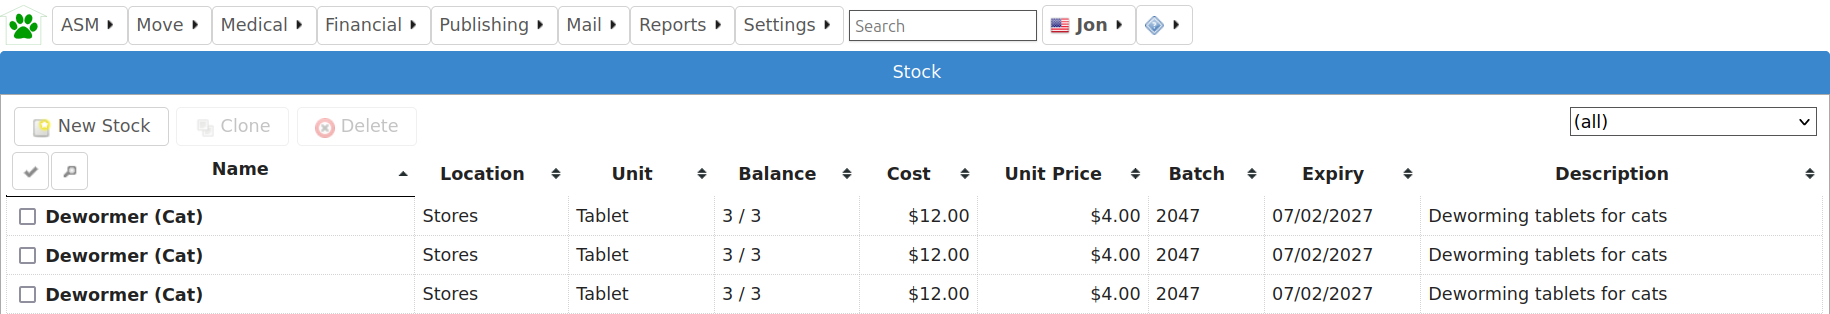 ASM Move Medical Financial Publishing Mail Reports Settings Search Jon
Stock
New Stock Clone Delete (all)
Name Location Unit Balance Cost Unit Price Batch Expiry Description
Dewormer (Cat) Stores Tablet 3 / 3 $12.00 $4.00 2047 07/02/2027 Deworming tablets for cats
Dewormer (Cat) Stores Tablet 3 / 3 $12.00 $4.00 2047 07/02/2027 Deworming tablets for cats
Dewormer (Cat) Stores Tablet 3 / 3 $12.00 $4.00 2047 07/02/2027 Deworming tablets for cats